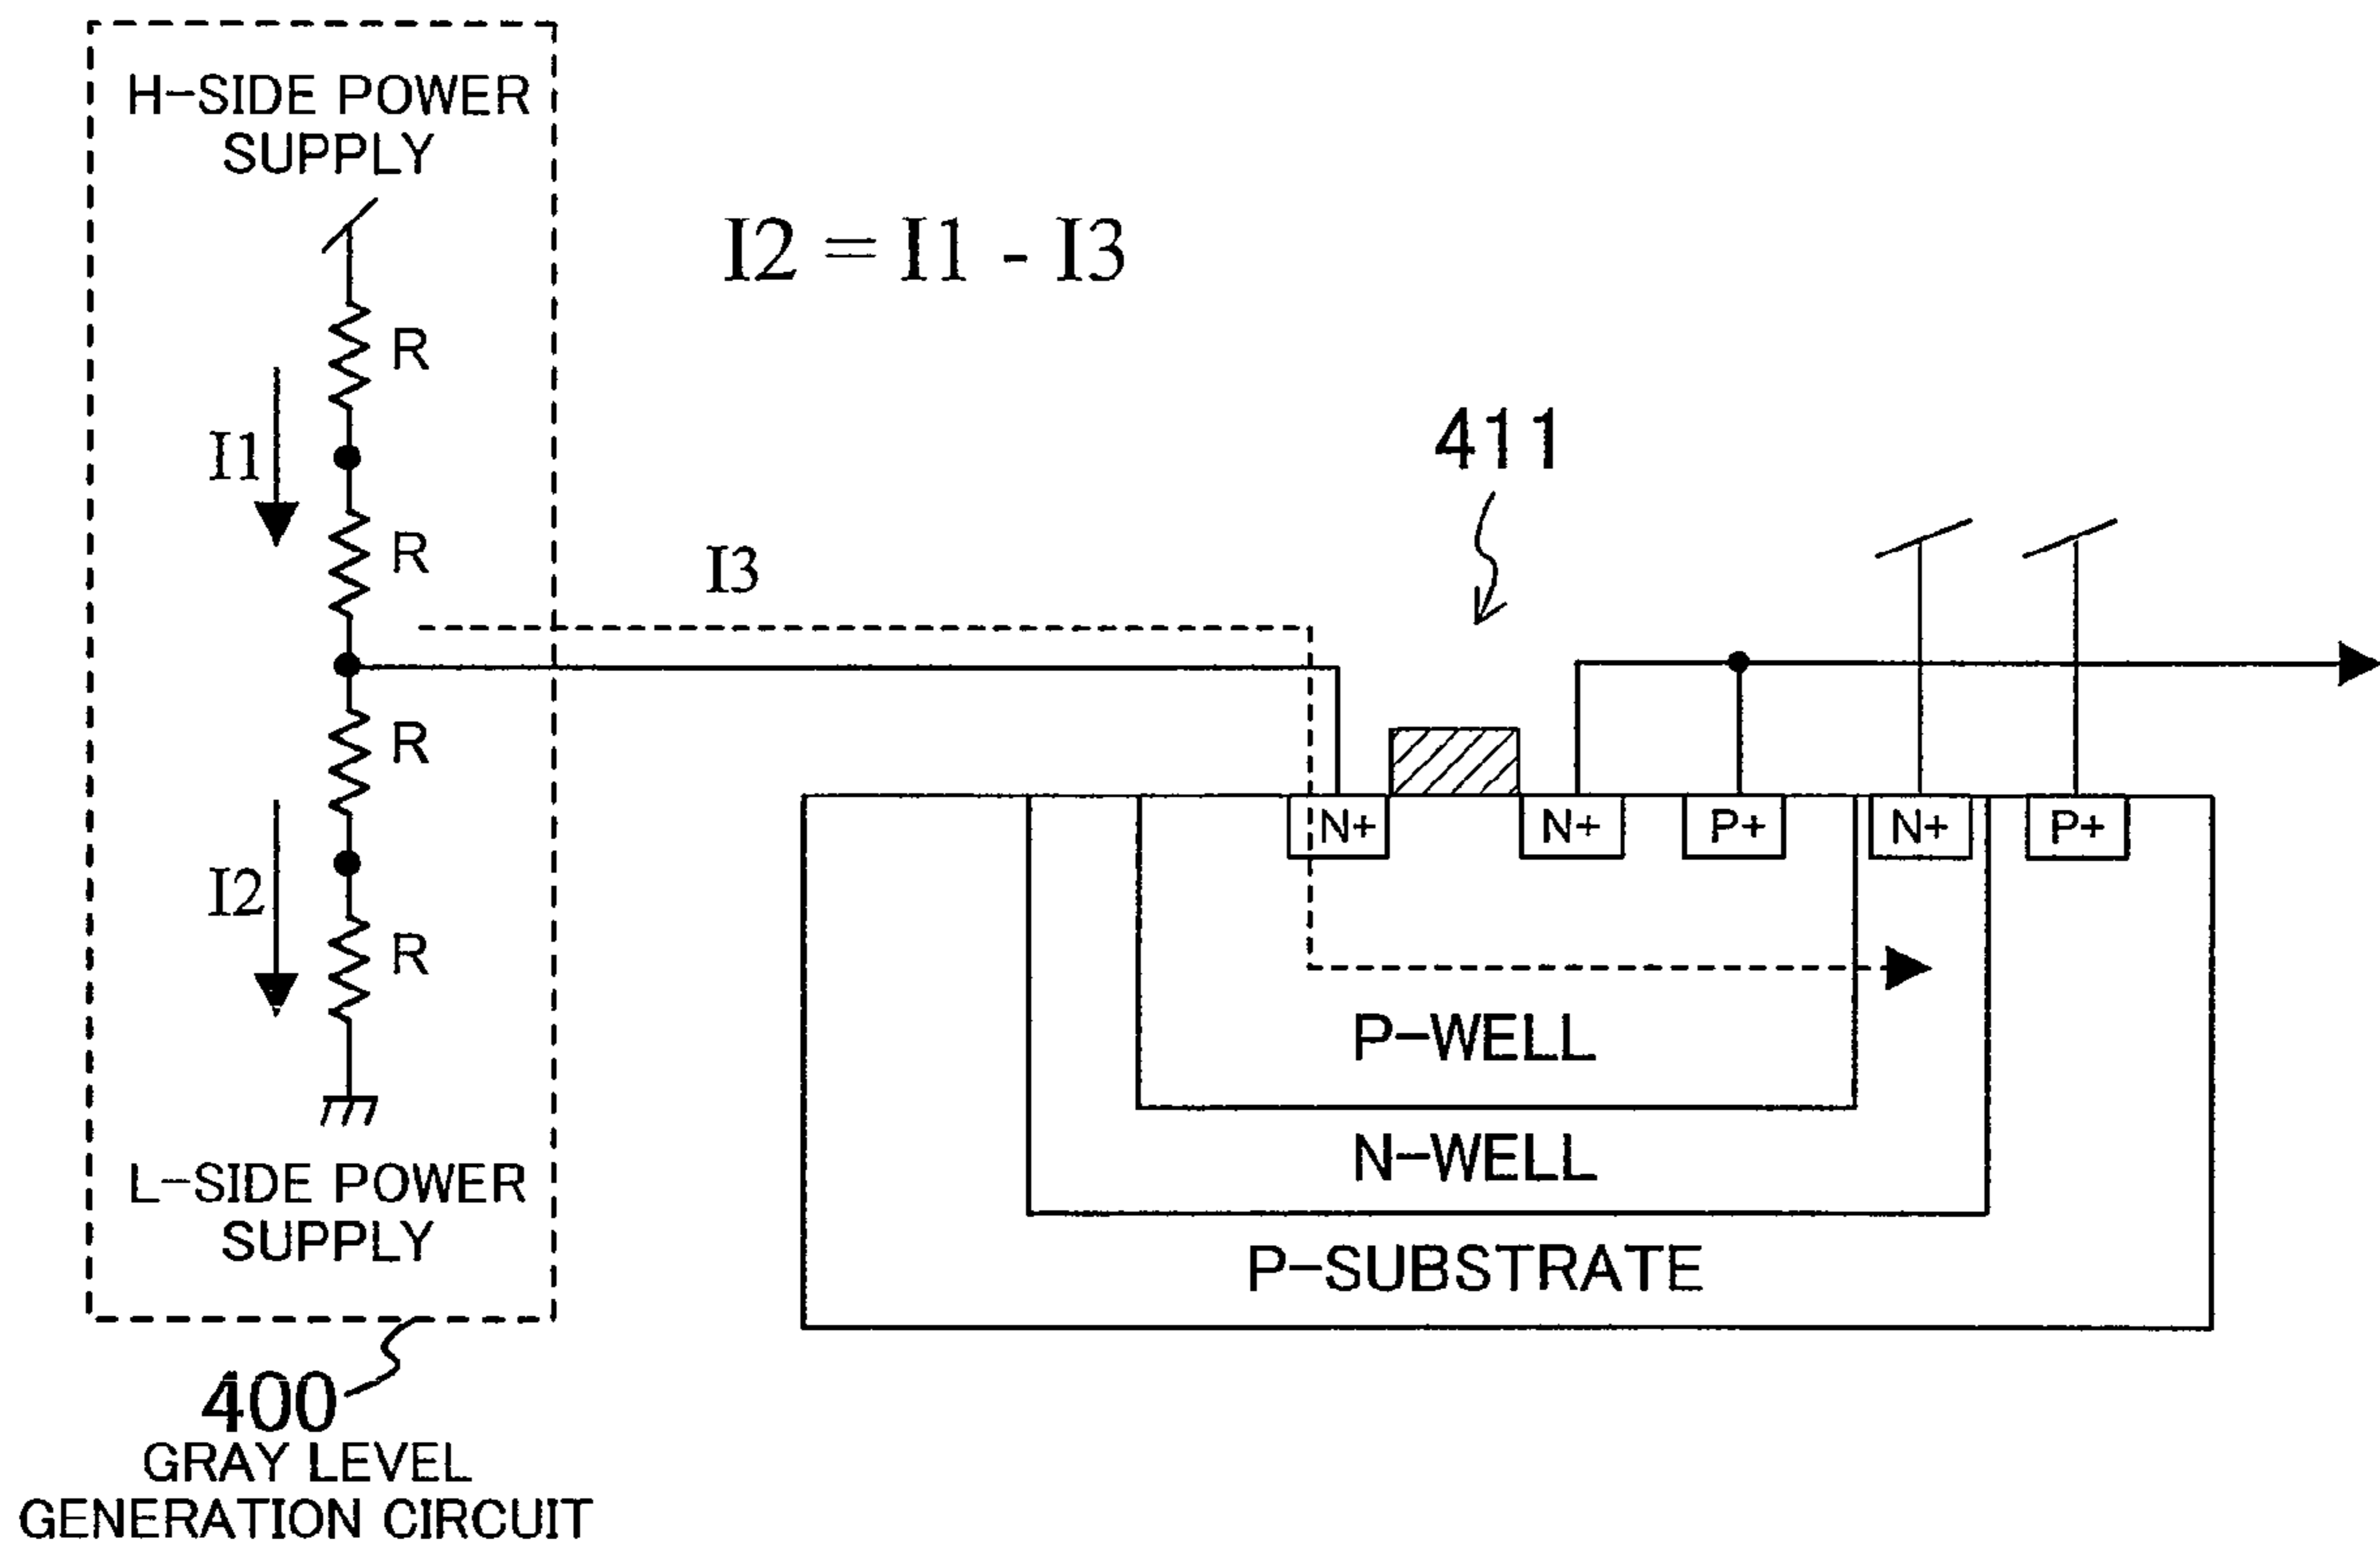 H-SIDE POWER
SUPPLY
I2 = I1 - I3
R
I1
R
I3
411
R
I2
R
N+
N+
P+
N+
P+
P-WELL
N-WELL
P-SUBSTRATE
L-SIDE POWER
SUPPLY
400
GRAY LEVEL
GENERATION CIRCUIT